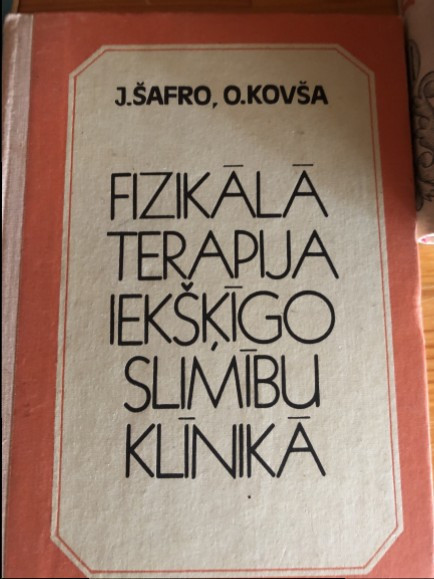 J.ŠAFRO, O.KOVŠA
FIZIKĀLĀ
TERAPIJA
IEKŠĶĪGO
SLIMĪBU
KLĪNIKĀ